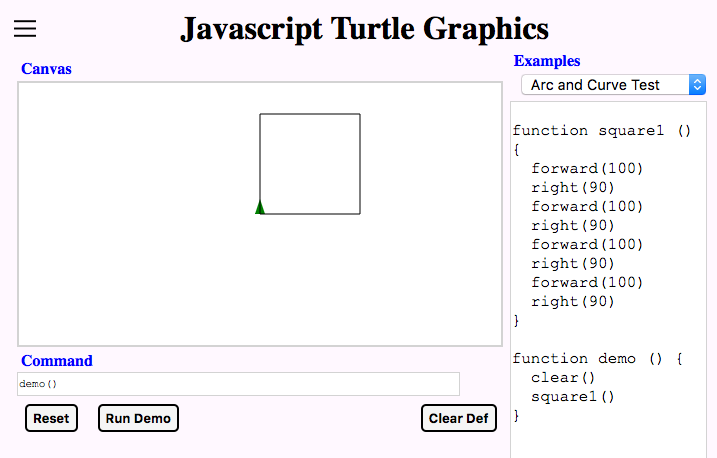 Javascript Turtle Graphics
Canvas
Examples
Arc and Curve Test
function square1 ()
{
  forward(100)
  right(90)
  forward(100)
  right(90)
  forward(100)
  right(90)
  forward(100)
  right(90)
}
function demo () {
  clear()
  square1()
}
Command
demo()
Reset
Run Demo
Clear Def